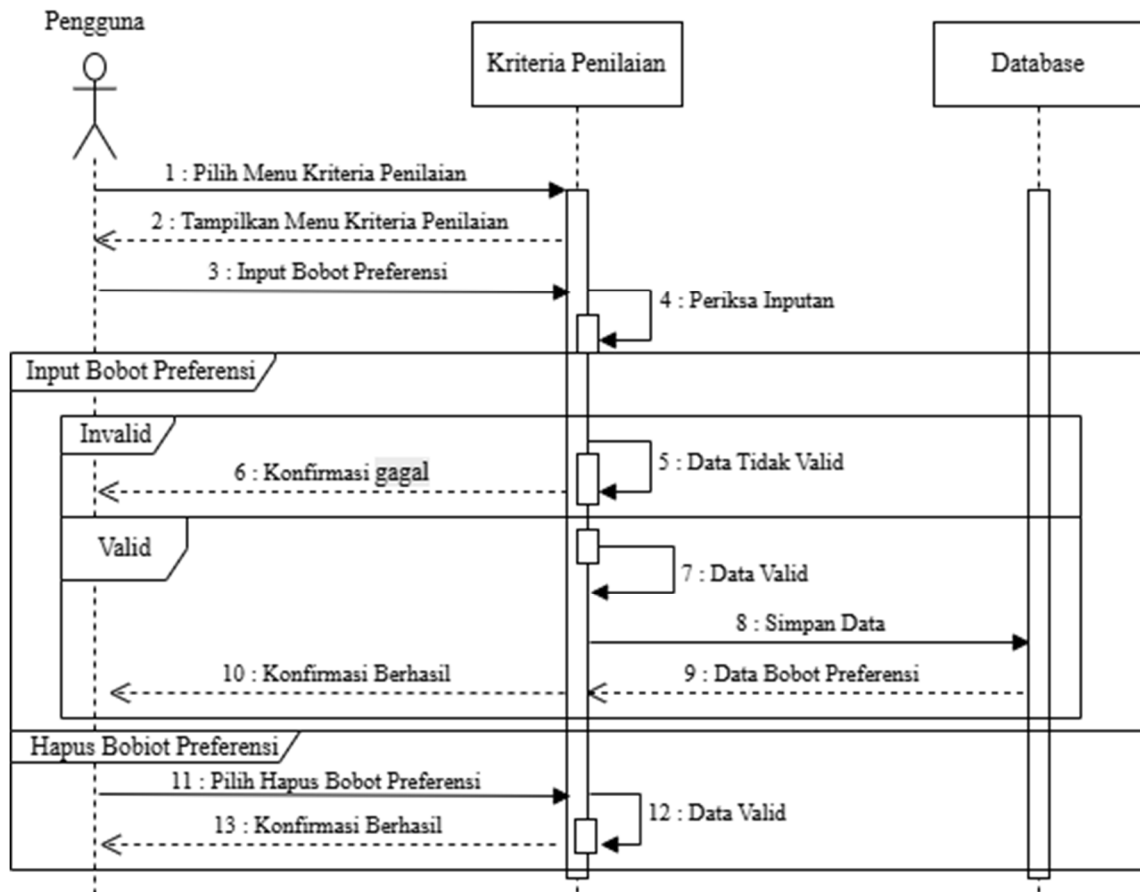 Pengguna
Kriteria Penilaian
Database
1 : Pilih Menu Kriteria Penilaian
2 : Tampilkan Menu Kriteria Penilaian
3 : Input Bobot Preferensi
4 : Periksa Inputan
Input Bobot Preferensi
Invalid
5 : Data Tidak Valid
6 : Konfirmasi gagal
Valid
7 : Data Valid
8 : Simpan Data
10 : Konfirmasi Berhasil
9 : Data Bobot Preferensi
Hapus Bobiot Preferensi
11 : Pilih Hapus Bobot Preferensi
12 : Data Valid
13 : Konfirmasi Berhasil